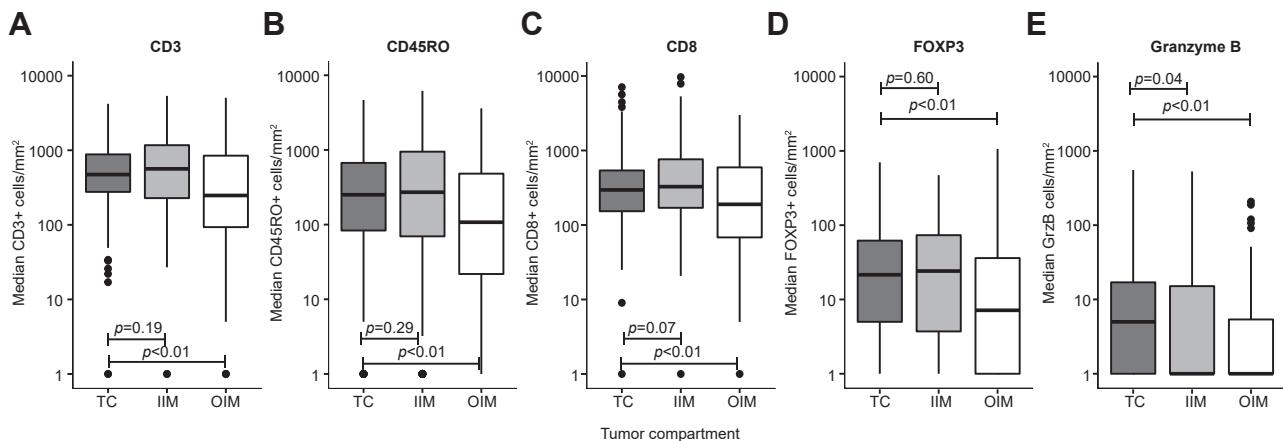 A
CD3
Median CD3+ cells/mm²
10000
1000
100
10
1
p=0.19
p<0.01
TC IIM OIM
B
CD45RO
Median CD45RO+ cells/mm²
10000
1000
100
10
1
p=0.29
p<0.01
TC IIM OIM
C
CD8
Median CD8+ cells/mm²
10000
1000
100
10
1
p=0.07
p<0.01
TC IIM OIM
D
FOXP3
Median FOXP3+ cells/mm²
10000
1000
100
10
1
p=0.60
p<0.01
TC IIM OIM
E
Granzyme B
Median GrzB cells/mm²
10000
1000
100
10
1
p=0.04
p<0.01
TC IIM OIM
Tumor compartment